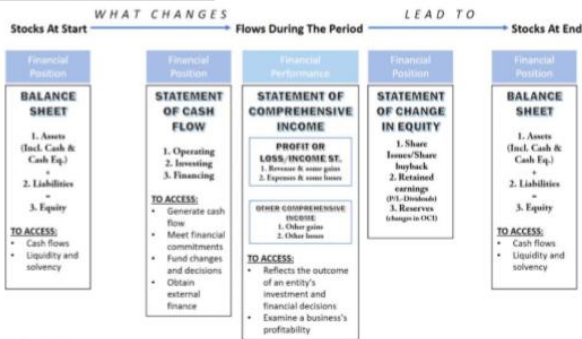 WHAT CHANGES
LEAD TO
Stocks At Start
Flows During The Period
Stocks At End
Financial
Position
BALANCE
SHEET
1. Assets
(Incl. Cash &
Cash Eq.)
+
2. Liabilities
=
3. Equity
TO ACCESS:
• Cash flows
• Liquidity and
solvency
Financial
Position
STATEMENT
OF CASH
FLOW
1. Operating
2. Investing
3. Financing
TO ACCESS:
• Generate cash
flow
• Meet financial
commitments
• Fund changes
and decisions
• Obtain
external
finance
Financial
Performance
STATEMENT OF
COMPREHENSIVE
INCOME
PROFIT OR
LOSS/INCOME ST.
1. Revenue & some gains
2. Expenses & some losses
OTHER COMPREHENSIVE
INCOME
1. Other gains
2. Other losses
TO ACCESS:
• Reflects the outcome
of an entity's
investment and
financial decisions
• Examine a business's
profitability
Financial
Position
STATEMENT
OF CHANGE
IN EQUITY
1. Share
Issues/Share
buyback
2. Retained
earnings
(P/L-Dividends)
3. Reserves
(changes in OCI)
Financial
Position
BALANCE
SHEET
1. Assets
(Incl. Cash &
Cash Eq.)
+
2. Liabilities
=
3. Equity
TO ACCESS:
• Cash flows
• Liquidity and
solvency